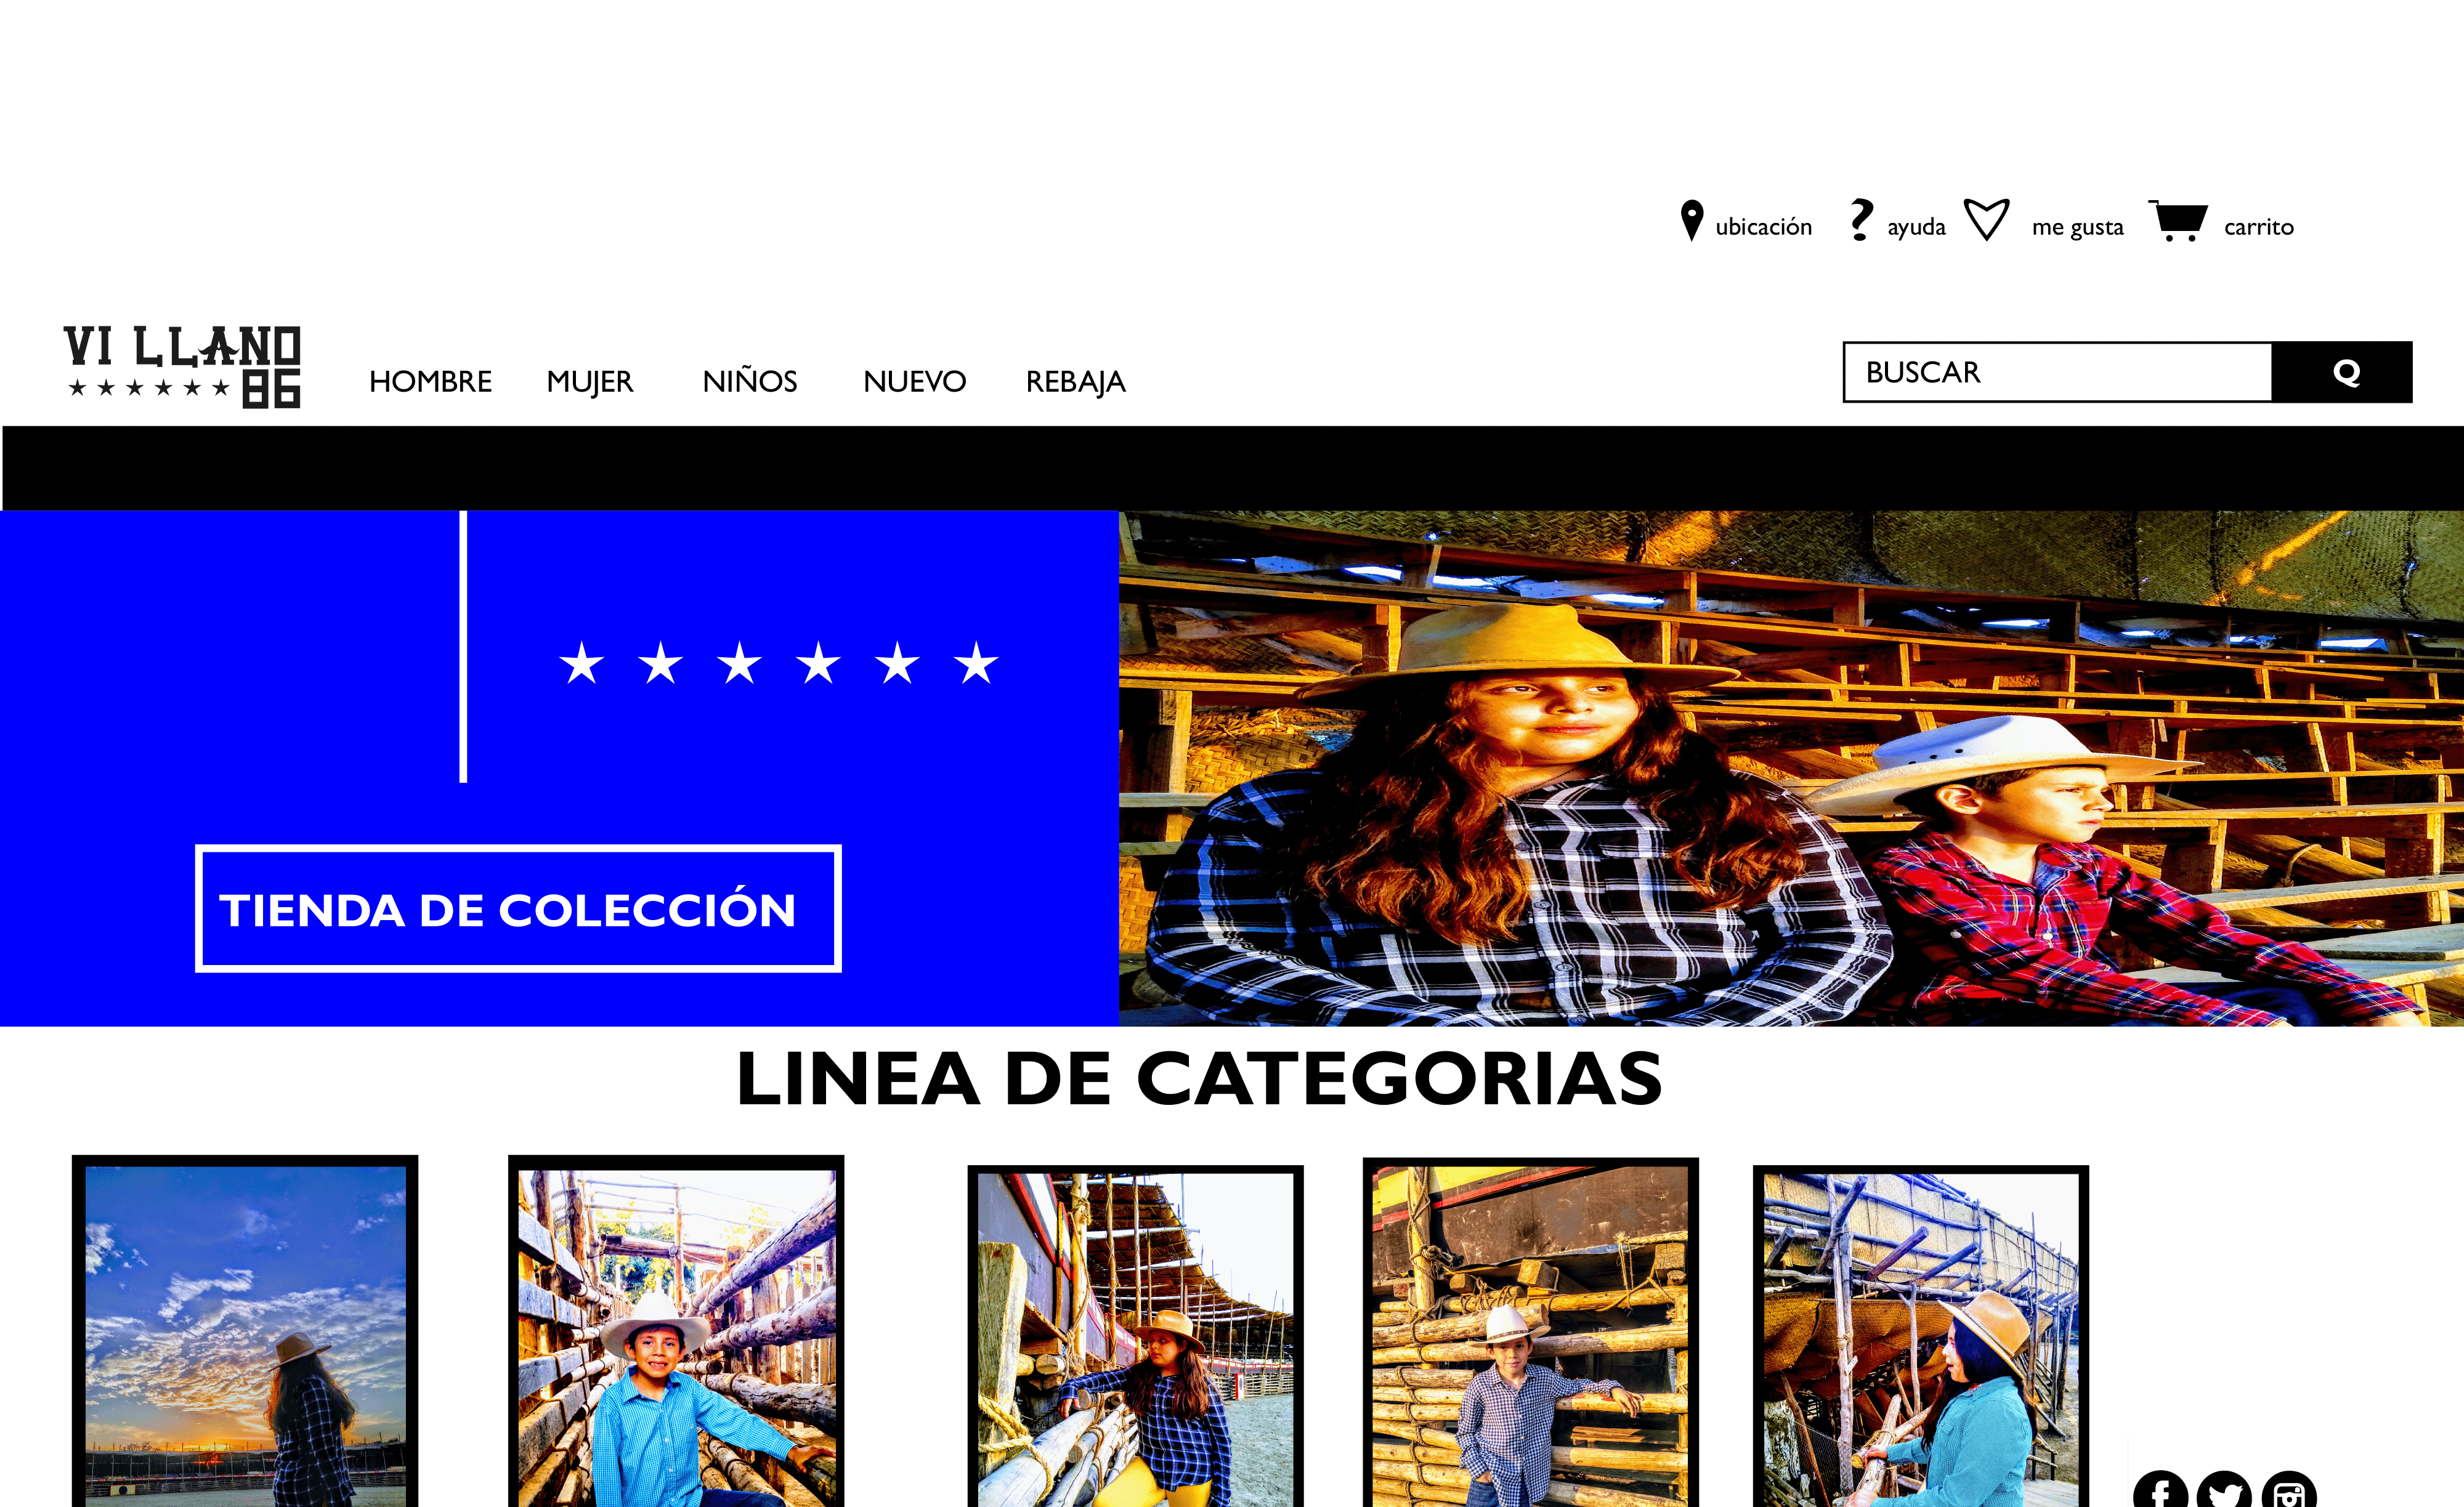 ubicación ayuda me gusta carrito
VI LLANO
86
HOMBRE MUJER NIÑOS NUEVO REBAJA
BUSCAR Q
TIENDA DE COLECCIÓN
LINEA DE CATEGORIAS